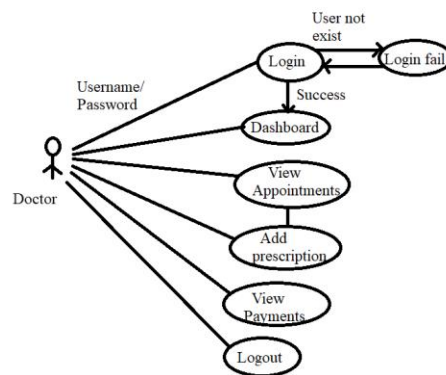 User not
exist
Login
Login fail
Username/
Password
Success
Dashboard
View
Appointments
Doctor
Add
prescription
View
Payments
Logout